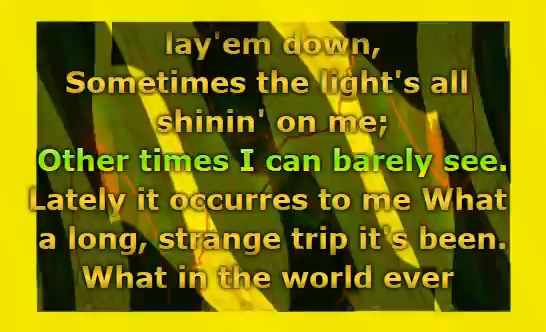 lay'em down,
Sometimes the light's all
shinin' on me;
Other times I can barely see.
Lately it occurres to me What
a long, strange trip it's been.
What in the world ever